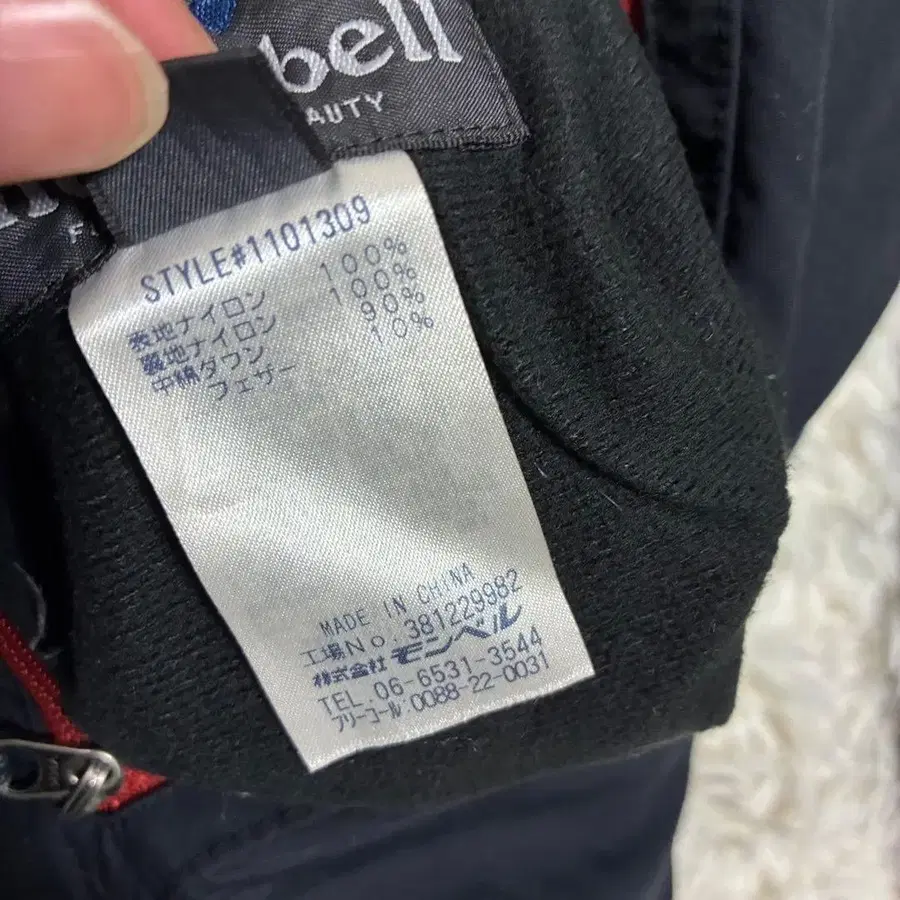 bell
AUTY
STYLE#1101309
表地ナイロン 100%
裏地ナイロン 100%
中綿ダウン 90%
フェザー 10%
MADE IN CHINA
工場No. 381229982
株式会社 モンベル
TEL. 06-6531-3544
フリーコール: 0088-22-0031